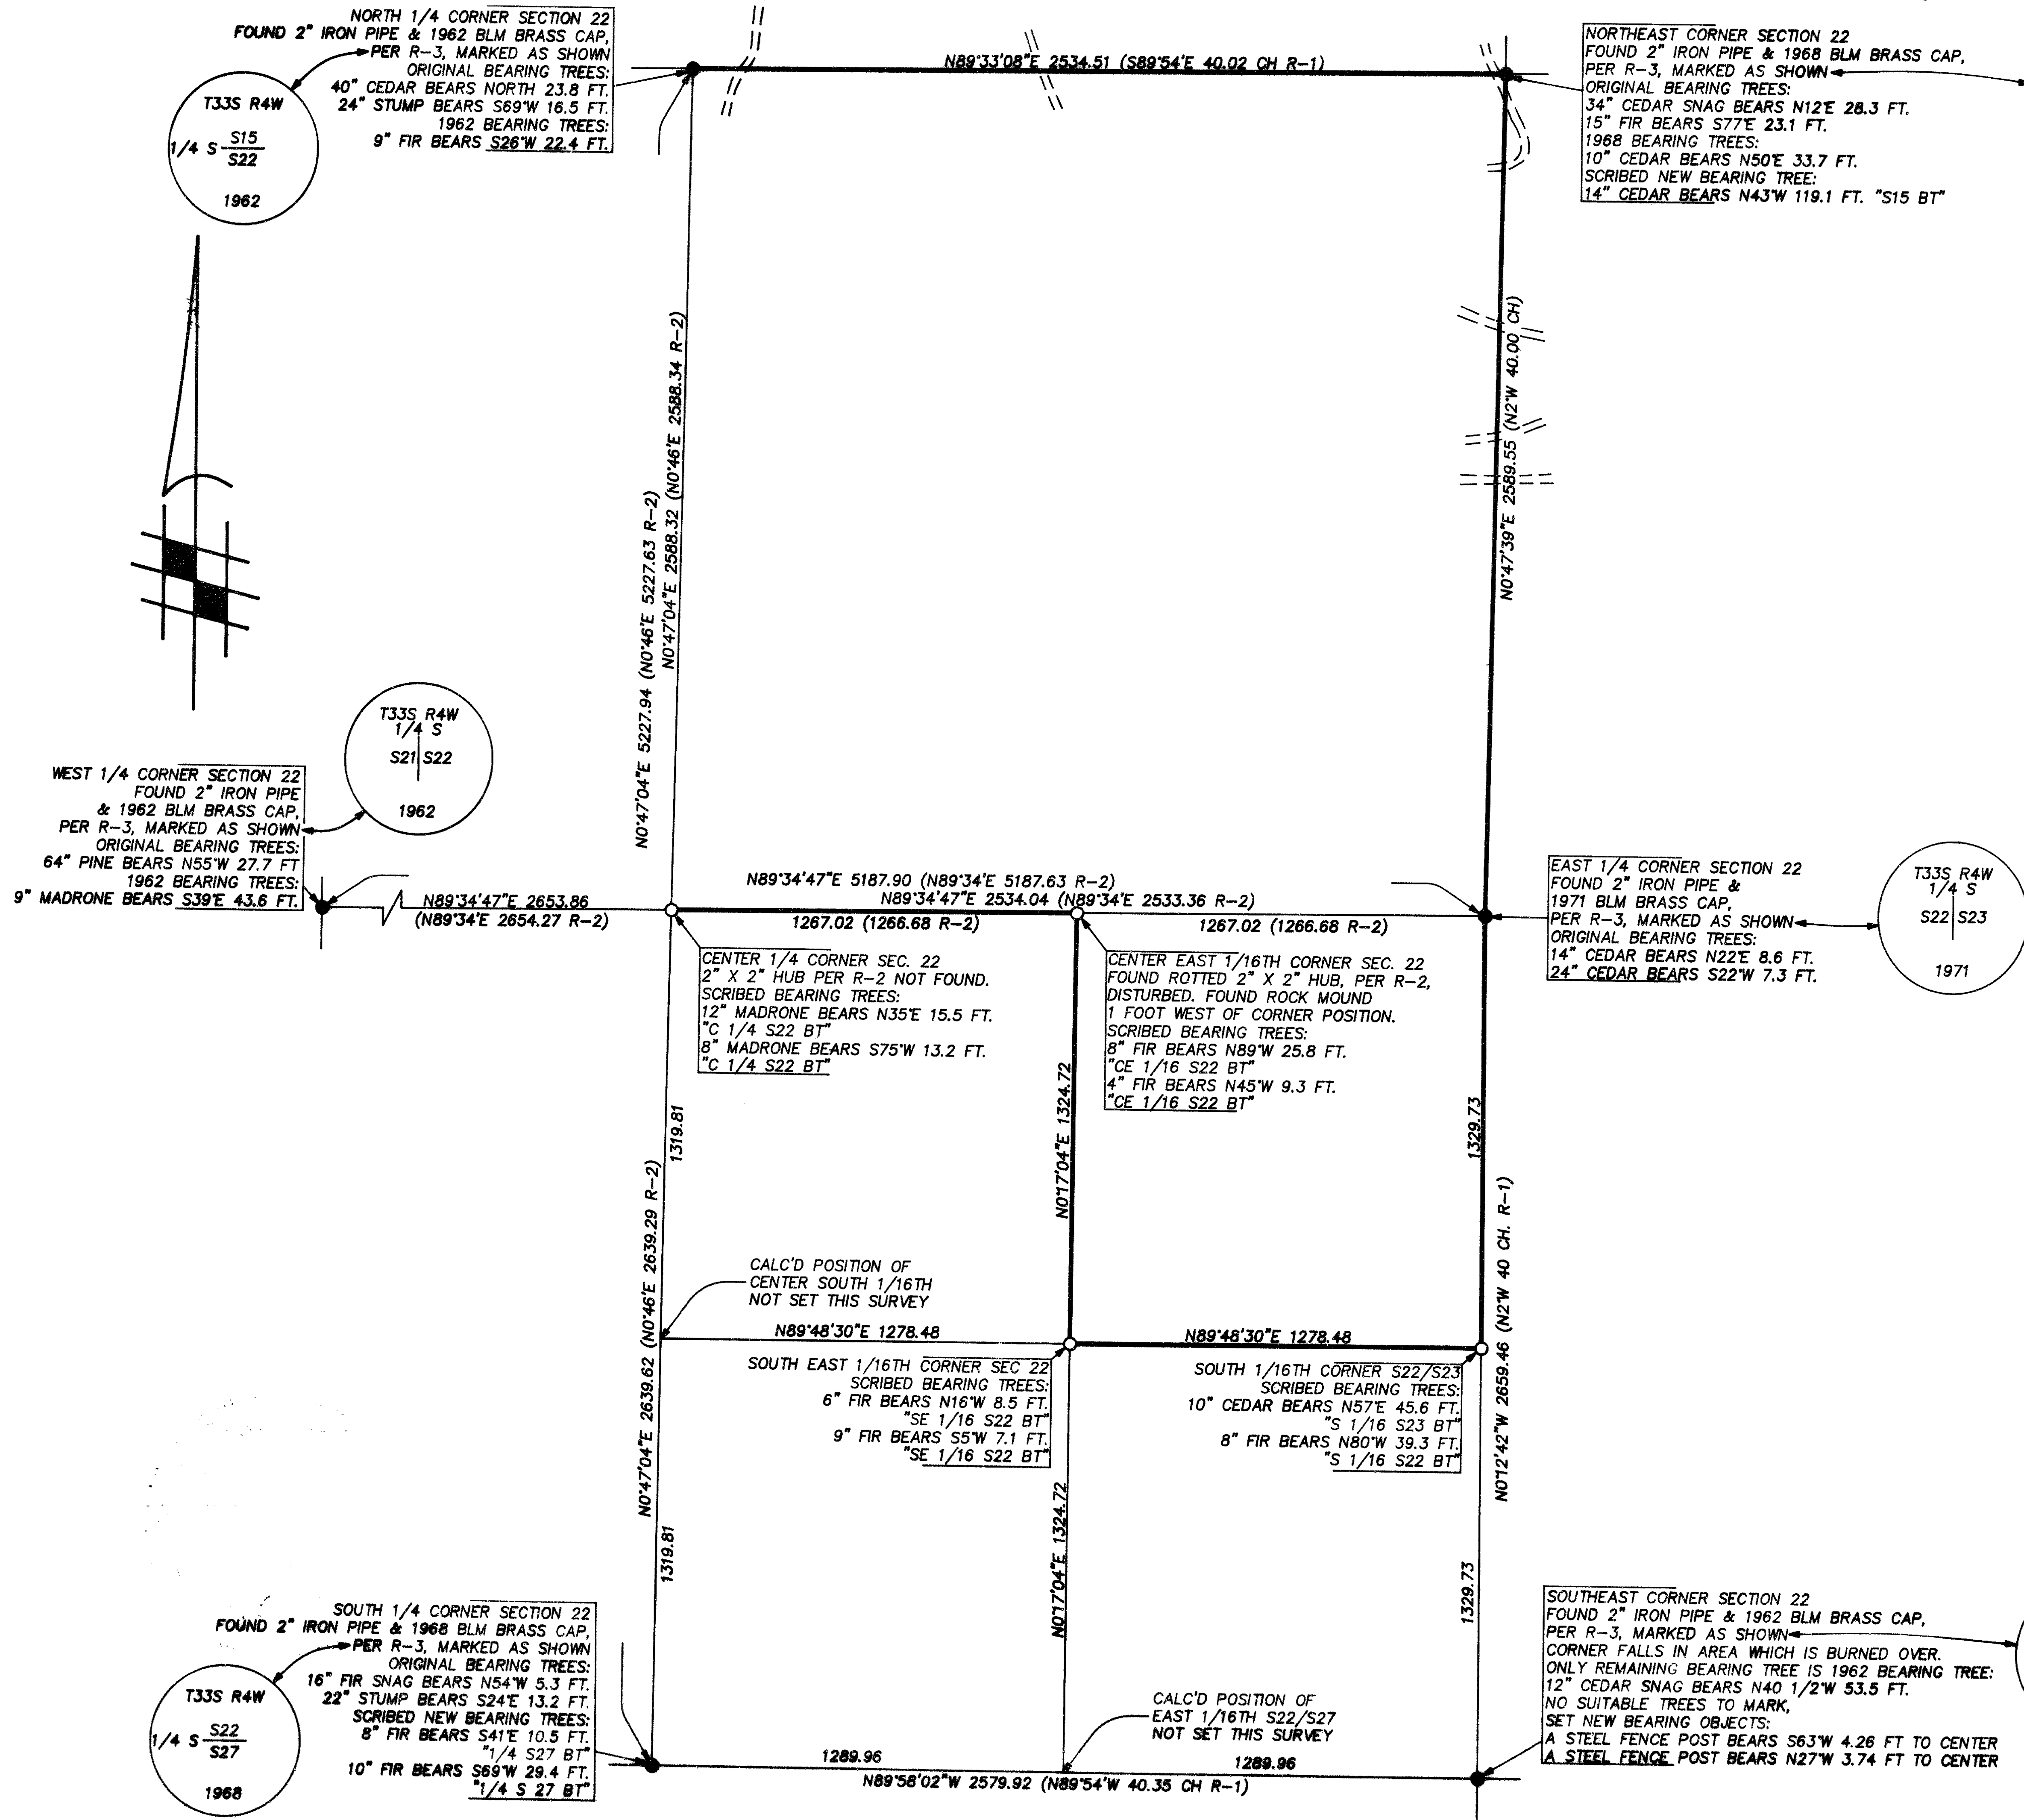 NORTH 1/4 CORNER SECTION 22
FOUND 2" IRON PIPE & 1962 BLM BRASS CAP,
PER R-3, MARKED AS SHOWN
ORIGINAL BEARING TREES:
40" CEDAR BEARS NORTH 23.8 FT.
24" STUMP BEARS S69°W 16.5 FT.
1962 BEARING TREES:
9" FIR BEARS S26°W 22.4 FT.
T33S R4W
1/4 S S15
S22
1962
N89°33'08"E 2534.51 (S89°54'E 40.02 CH R-1)
NORTHEAST CORNER SECTION 22
FOUND 2" IRON PIPE & 1968 BLM BRASS CAP,
PER R-3, MARKED AS SHOWN
ORIGINAL BEARING TREES:
34" CEDAR SNAG BEARS N12°E 28.3 FT.
15" FIR BEARS S77°E 23.1 FT.
1968 BEARING TREES:
10" CEDAR BEARS N50°E 33.7 FT.
SCRIBED NEW BEARING TREE:
14" CEDAR BEARS N43°W 119.1 FT. "S15 BT"
N0°47'04"E 5227.94 (N0°46'E 5227.63 R-2)
N0°47'04"E 2588.32 (N0°46'E 2588.34 R-2)
N0°47'39"E 2589.55 (N2°W 40.00 CH)
T33S R4W
1/4 S
S21 S22
1962
WEST 1/4 CORNER SECTION 22
FOUND 2" IRON PIPE
& 1962 BLM BRASS CAP,
PER R-3, MARKED AS SHOWN
ORIGINAL BEARING TREES:
64" PINE BEARS N55°W 27.7 FT
1962 BEARING TREES:
9" MADRONE BEARS S39°E 43.6 FT.
N89°34'47"E 2653.86
(N89°34'E 2654.27 R-2)
N89°34'47"E 5187.90 (N89°34'E 5187.63 R-2)
N89°34'47"E 2534.04 (N89°34'E 2533.36 R-2)
1267.02 (1266.68 R-2)
1267.02 (1266.68 R-2)
EAST 1/4 CORNER SECTION 22
FOUND 2" IRON PIPE &
1971 BLM BRASS CAP,
PER R-3, MARKED AS SHOWN
ORIGINAL BEARING TREES:
14" CEDAR BEARS N22°E 8.6 FT.
24" CEDAR BEARS S22°W 7.3 FT.
T33S R4W
1/4 S
S22 S23
1971
CENTER 1/4 CORNER SEC. 22
2" X 2" HUB PER R-2 NOT FOUND.
SCRIBED BEARING TREES:
12" MADRONE BEARS N35°E 15.5 FT.
"C 1/4 S22 BT"
8" MADRONE BEARS S75°W 13.2 FT.
"C 1/4 S22 BT"
CENTER EAST 1/16TH CORNER SEC. 22
FOUND ROTTED 2" X 2" HUB, PER R-2,
DISTURBED. FOUND ROCK MOUND
1 FOOT WEST OF CORNER POSITION.
SCRIBED BEARING TREES:
8" FIR BEARS N89°W 25.8 FT.
"CE 1/16 S22 BT"
4" FIR BEARS N45°W 9.3 FT.
"CE 1/16 S22 BT"
1319.81
N0°17'04"E 1324.72
1329.73
N0°47'04"E 2639.62 (N0°46'E 2639.29 R-2)
N0°12'42"W 2659.46 (N2°W 40 CH. R-1)
CALC'D POSITION OF
CENTER SOUTH 1/16TH
NOT SET THIS SURVEY
N89°48'30"E 1278.48
N89°48'30"E 1278.48
SOUTH EAST 1/16TH CORNER SEC 22
SCRIBED BEARING TREES:
6" FIR BEARS N16°W 8.5 FT.
"SE 1/16 S22 BT"
9" FIR BEARS S5°W 7.1 FT.
"SE 1/16 S22 BT"
SOUTH 1/16TH CORNER S22/S23
SCRIBED BEARING TREES:
10" CEDAR BEARS N57°E 45.6 FT.
"S 1/16 S23 BT"
8" FIR BEARS N80°W 39.3 FT.
"S 1/16 S22 BT"
1319.81
N0°17'04"E 1324.72
1329.73
SOUTH 1/4 CORNER SECTION 22
FOUND 2" IRON PIPE & 1968 BLM BRASS CAP,
PER R-3, MARKED AS SHOWN
ORIGINAL BEARING TREES:
16" FIR SNAG BEARS N54°W 5.3 FT.
22" STUMP BEARS S24°E 13.2 FT.
SCRIBED NEW BEARING TREES:
8" FIR BEARS S41°E 10.5 FT.
"1/4 S27 BT"
10" FIR BEARS S69°W 29.4 FT.
"1/4 S 27 BT"
T33S R4W
1/4 S S22
S27
1968
CALC'D POSITION OF
EAST 1/16TH S22/S27
NOT SET THIS SURVEY
1289.96
1289.96
N89°58'02"W 2579.92 (N89°54'W 40.35 CH R-1)
SOUTHEAST CORNER SECTION 22
FOUND 2" IRON PIPE & 1962 BLM BRASS CAP,
PER R-3, MARKED AS SHOWN
CORNER FALLS IN AREA WHICH IS BURNED OVER.
ONLY REMAINING BEARING TREE IS 1962 BEARING TREE:
12" CEDAR SNAG BEARS N40 1/2°W 53.5 FT.
NO SUITABLE TREES TO MARK,
SET NEW BEARING OBJECTS:
A STEEL FENCE POST BEARS S63°W 4.26 FT TO CENTER
A STEEL FENCE POST BEARS N27°W 3.74 FT TO CENTER